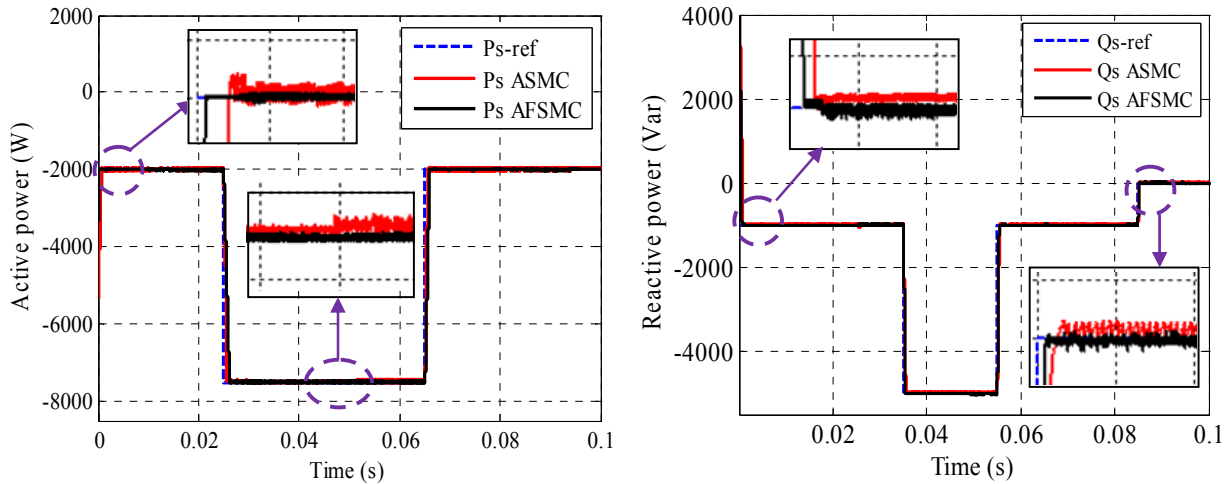 2000
0
-2000
-4000
-6000
-8000
Active power (W)
Ps-ref
Ps ASMC
Ps AFSMC
0
0.02
0.04
0.06
0.08
0.1
Time (s)
4000
2000
0
-2000
-4000
Reactive power (Var)
Qs-ref
Qs ASMC
Qs AFSMC
0.02
0.04
0.06
0.08
0.1
Time (s)